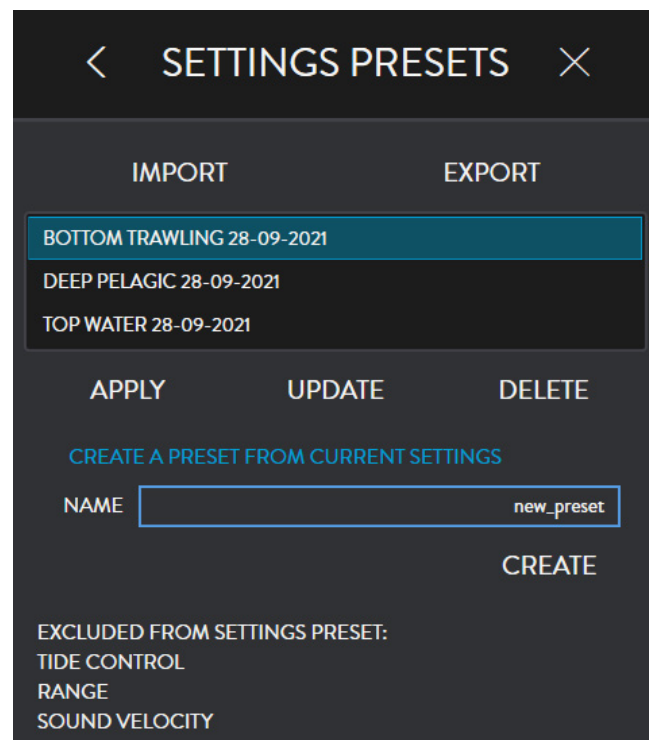 SETTINGS PRESETS
IMPORT EXPORT
BOTTOM TRAWLING 28-09-2021
DEEP PELAGIC 28-09-2021
TOP WATER 28-09-2021
APPLY UPDATE DELETE
CREATE A PRESET FROM CURRENT SETTINGS
NAME new_preset
CREATE
EXCLUDED FROM SETTINGS PRESET:
TIDE CONTROL
RANGE
SOUND VELOCITY